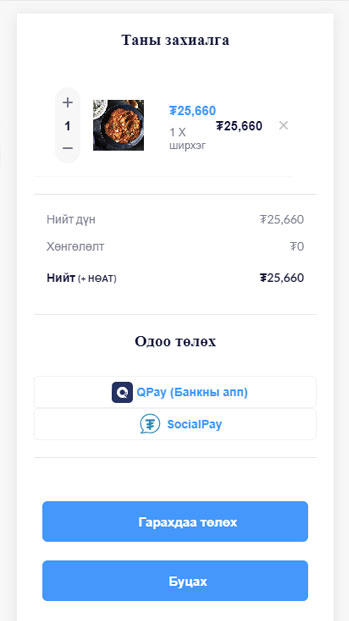 Таны захиалга
+
₮25,660
1
₮25,660
×
1 X
ширхэг
−
Нийт дүн ₮25,660
Хөнгөлөлт ₮0
Нийт (+ НӨАТ) ₮25,660
Одоо төлөх
QPay (Банкны апп)
SocialPay
Гарахдаа төлөх
Буцах